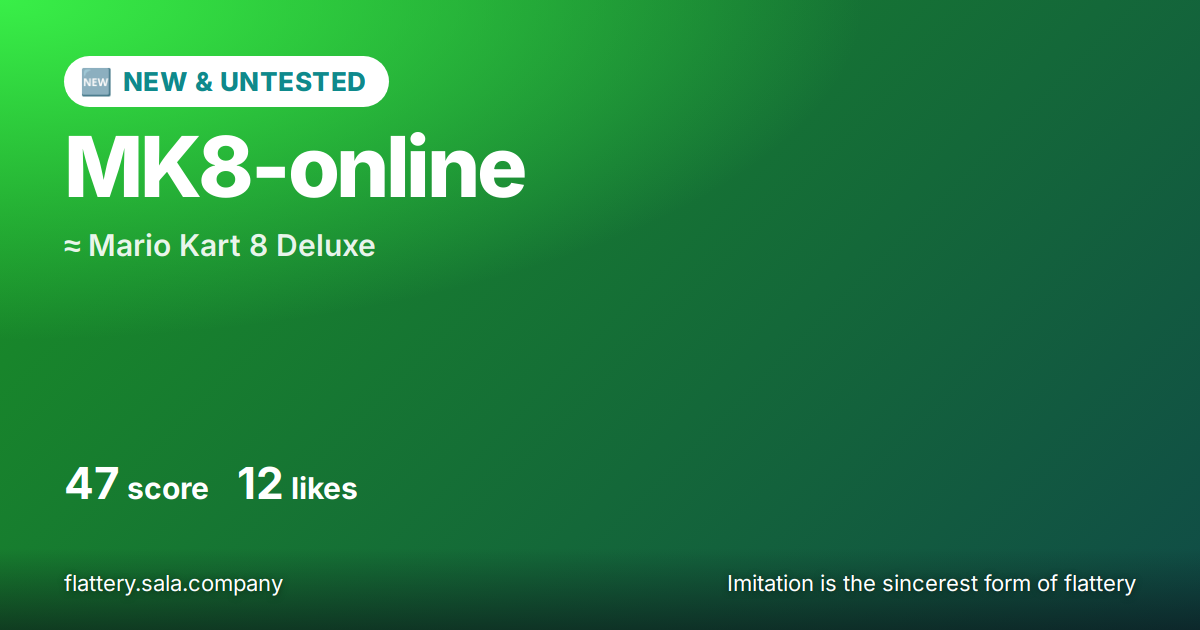 🆕 NEW & UNTESTED
MK8-online
≈ Mario Kart 8 Deluxe
47 score 12 likes
flattery.sala.company
Imitation is the sincerest form of flattery